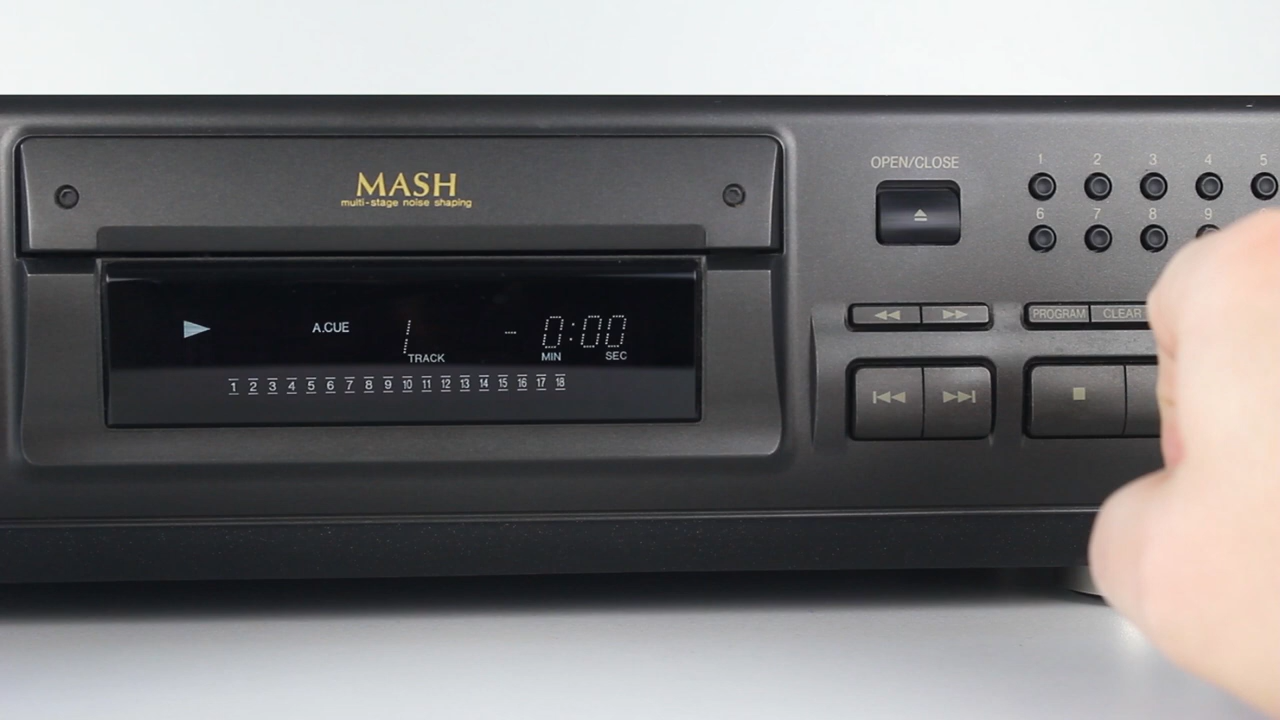 MASH
multi-stage noise shaping
OPEN/CLOSE
1 2 3 4 5
6 7 8 9
A.CUE
1
TRACK
- 0:00
MIN SEC
1 2 3 4 5 6 7 8 9 10 11 12 13 14 15 16 17 18
PROGRAM CLEAR